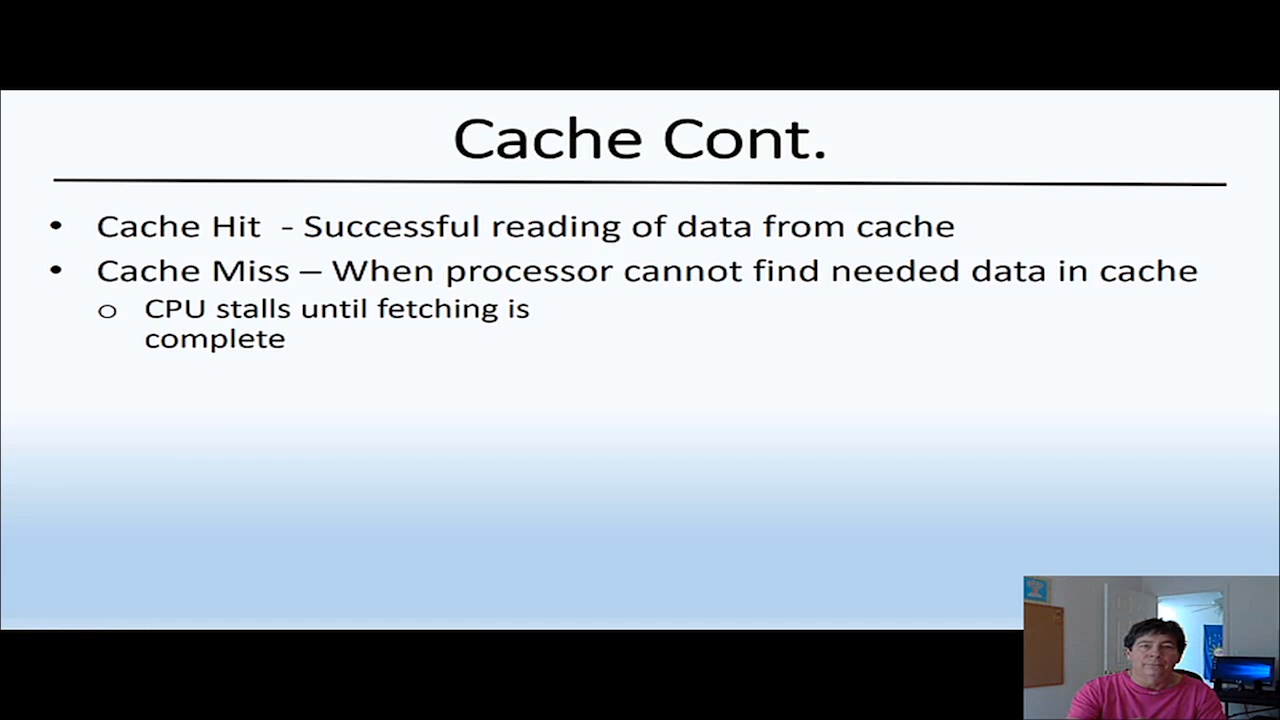 Cache Cont.
• Cache Hit - Successful reading of data from cache
• Cache Miss – When processor cannot find needed data in cache
o CPU stalls until fetching is
complete